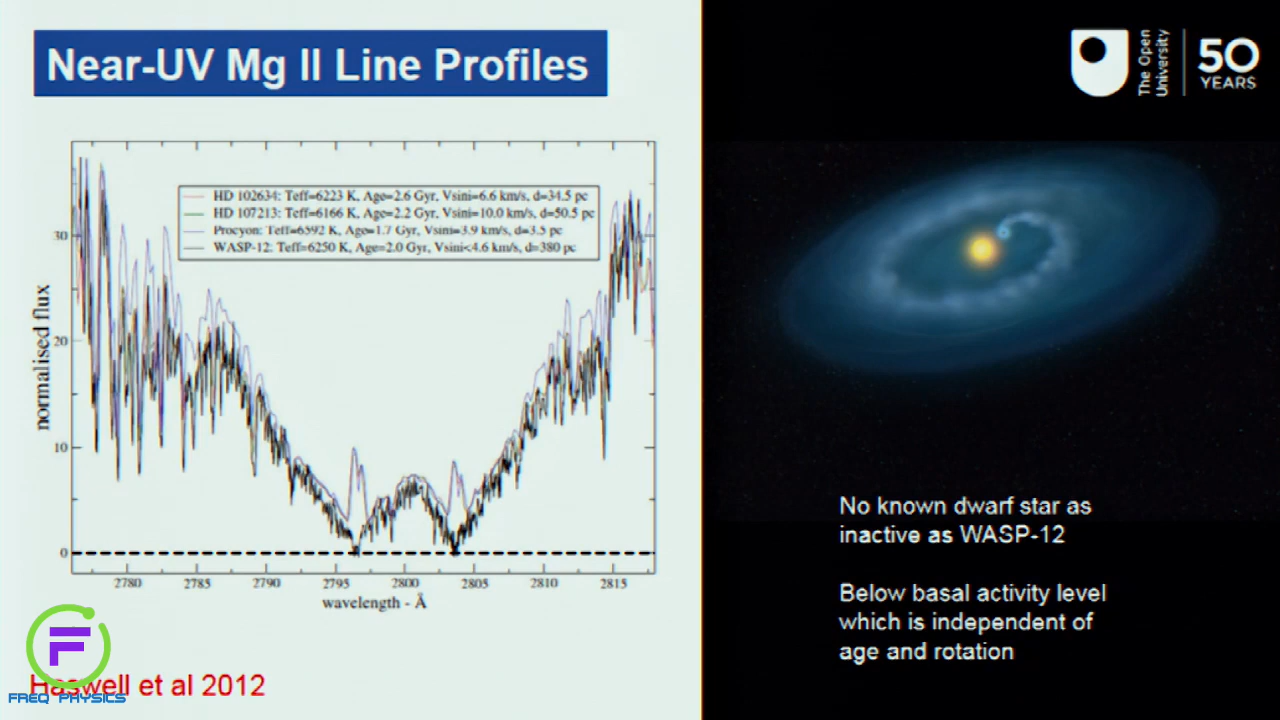 Near-UV Mg II Line Profiles
The Open
University
50
YEARS
HD 102634: Teff=6223 K, Age=2.6 Gyr, Vsini=6.6 km/s, d=34.5 pc
HD 107213: Teff=6166 K, Age=2.2 Gyr, Vsini=10.0 km/s, d=50.5 pc
Procyon: Teff=6592 K, Age=1.7 Gyr, Vsini=3.9 km/s, d=3.5 pc
WASP-12: Teff=6250 K, Age=2.0 Gyr, Vsini<4.6 km/s, d=380 pc
normalised flux
30
20
10
0
2780 2785 2790 2795 2800 2805 2810 2815
wavelength - Å
No known dwarf star as
inactive as WASP-12
Below basal activity level
which is independent of
age and rotation
Haswell et al 2012
F
FREQ PHYSICS